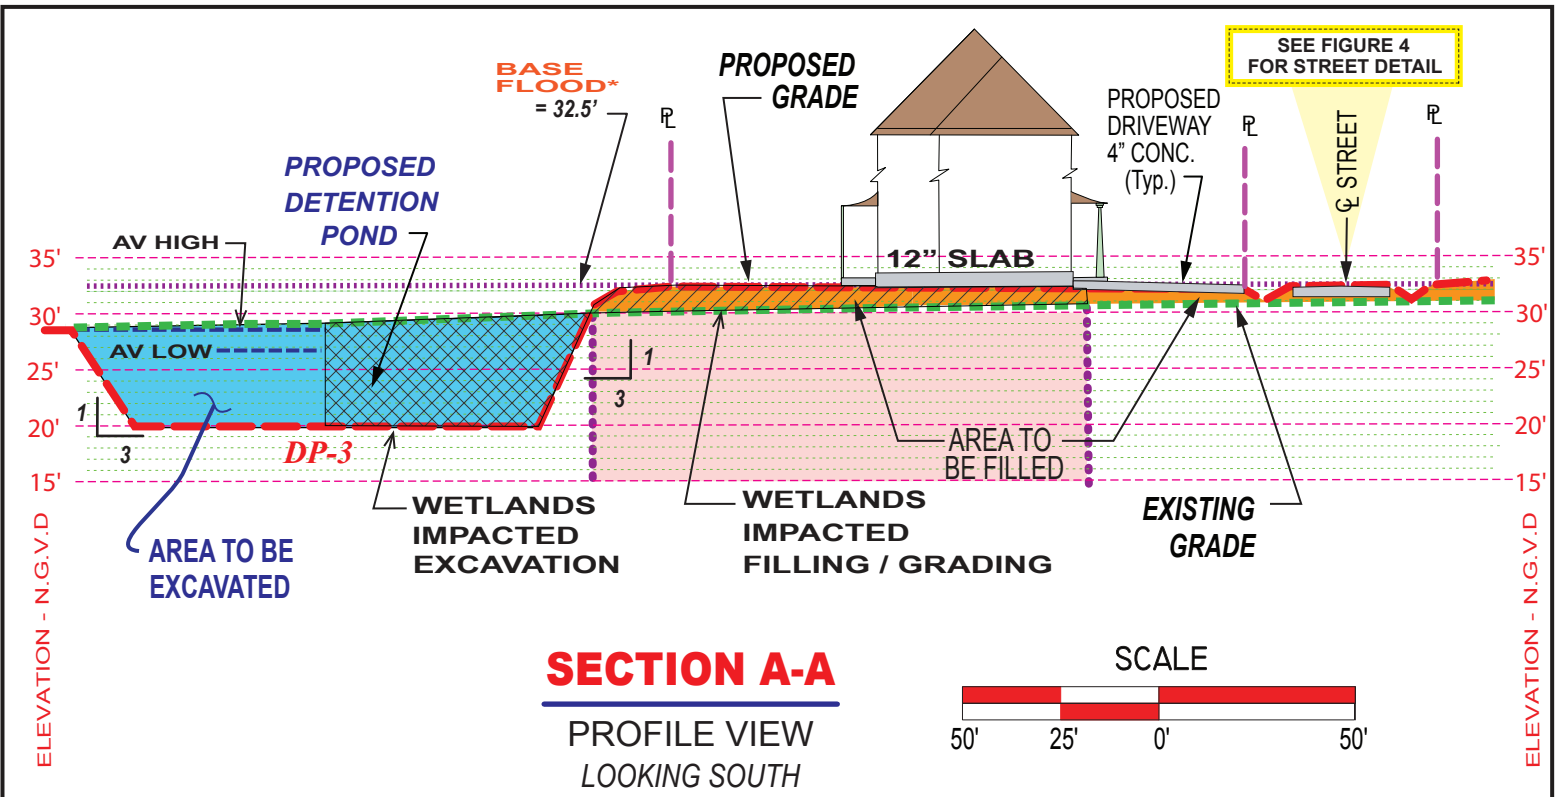 SEE FIGURE 4
FOR STREET DETAIL
BASE
FLOOD*
= 32.5'
PROPOSED
GRADE
PL
PROPOSED
DRIVEWAY
4" CONC.
(Typ.)
PL
PL
CL STREET
PROPOSED
DETENTION
POND
AV HIGH
12” SLAB
35'
35'
30'
30'
AV LOW
25'
25'
1
3
1
3
20'
20'
DP-3
AREA TO
BE FILLED
15'
15'
WETLANDS
IMPACTED
EXCAVATION
WETLANDS
IMPACTED
FILLING / GRADING
EXISTING
GRADE
AREA TO BE
EXCAVATED
ELEVATION - N.G.V.D
ELEVATION - N.G.V.D
SECTION A-A
PROFILE VIEW
LOOKING SOUTH
SCALE
50' 25' 0' 50'